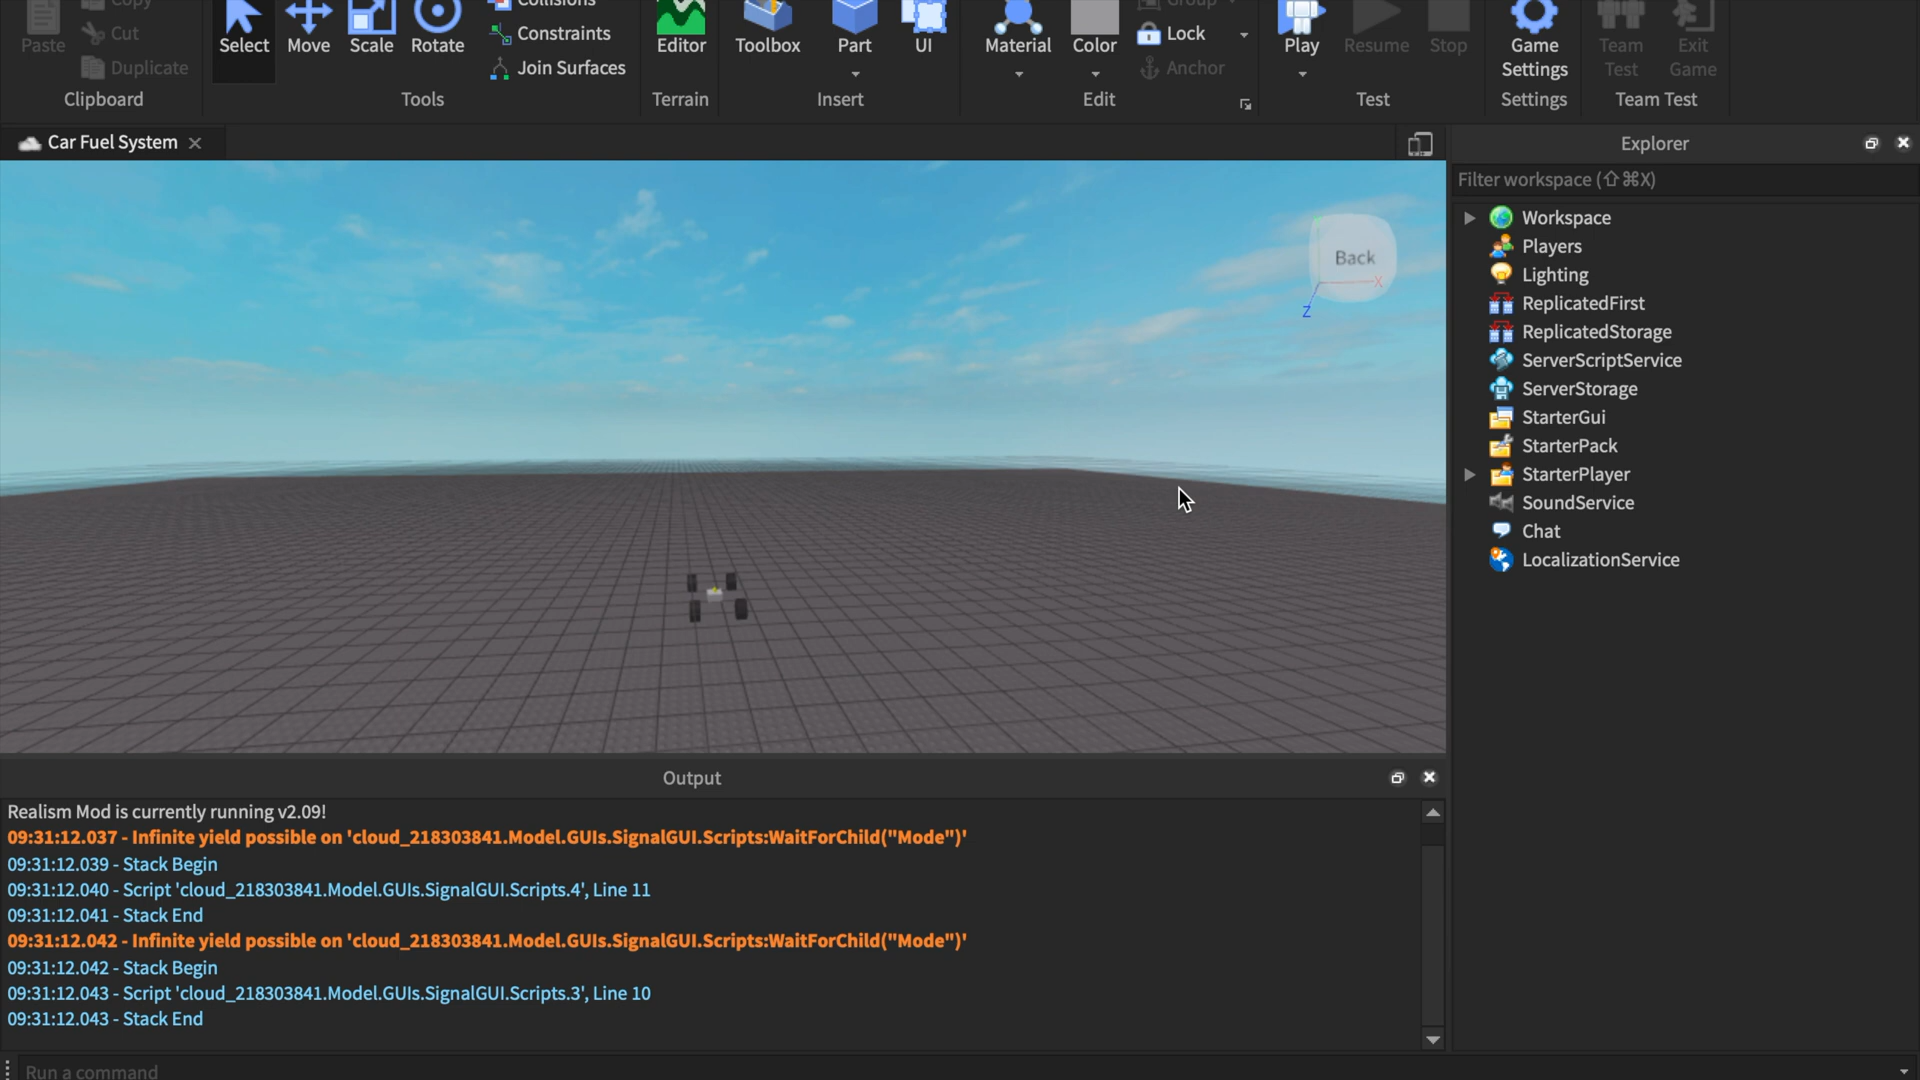 Copy
Paste
Cut
Duplicate
Clipboard
Select
Move
Scale
Rotate
Collisions
Constraints
Join Surfaces
Tools
Editor
Terrain
Toolbox
Part
UI
Insert
Material
Color
Group
Lock
Anchor
Edit
Play
Resume
Stop
Test
Game
Settings
Settings
Team
Test
Exit
Game
Team Test
Car Fuel System
Back
X
Z
Explorer
Filter workspace (⇧⌘X)
Workspace
Players
Lighting
ReplicatedFirst
ReplicatedStorage
ServerScriptService
ServerStorage
StarterGui
StarterPack
StarterPlayer
SoundService
Chat
LocalizationService
Output
Realism Mod is currently running v2.09!
09:31:12.037 - Infinite yield possible on 'cloud_218303841.Model.GUIs.SignalGUI.Scripts:WaitForChild("Mode")'
09:31:12.039 - Stack Begin
09:31:12.040 - Script 'cloud_218303841.Model.GUIs.SignalGUI.Scripts.4', Line 11
09:31:12.041 - Stack End
09:31:12.042 - Infinite yield possible on 'cloud_218303841.Model.GUIs.SignalGUI.Scripts:WaitForChild("Mode")'
09:31:12.042 - Stack Begin
09:31:12.043 - Script 'cloud_218303841.Model.GUIs.SignalGUI.Scripts.3', Line 10
09:31:12.043 - Stack End
Run a command